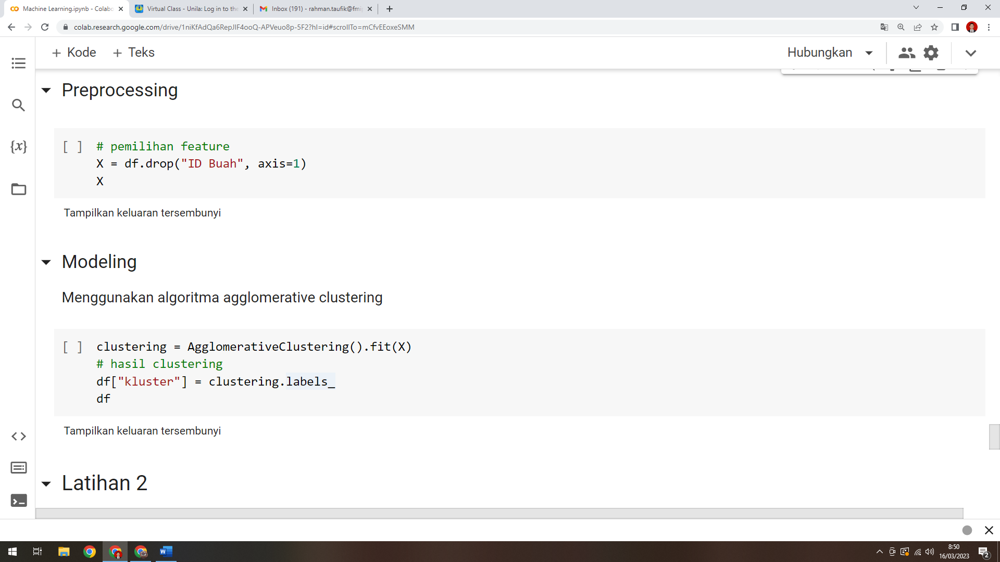 Machine Learning.ipynb - Colabo
Virtual Class - Unila: Log in to the
Inbox (191) - rahman.taufik@fmi
colab.research.google.com/drive/1niKfAdQa6RepJIF4ooQ-APVeuo8p-5F2?hl=id#scrollTo=mCfvEEoxeSMM
+ Kode + Teks
Hubungkan
Preprocessing
{x}
[ ] # pemilihan feature
X = df.drop("ID Buah", axis=1)
X
Tampilkan keluaran tersembunyi
Modeling
Menggunakan algoritma agglomerative clustering
[ ] clustering = AgglomerativeClustering().fit(X)
# hasil clustering
df["kluster"] = clustering.labels_
df
Tampilkan keluaran tersembunyi
Latihan 2
8:50
16/03/2023
2